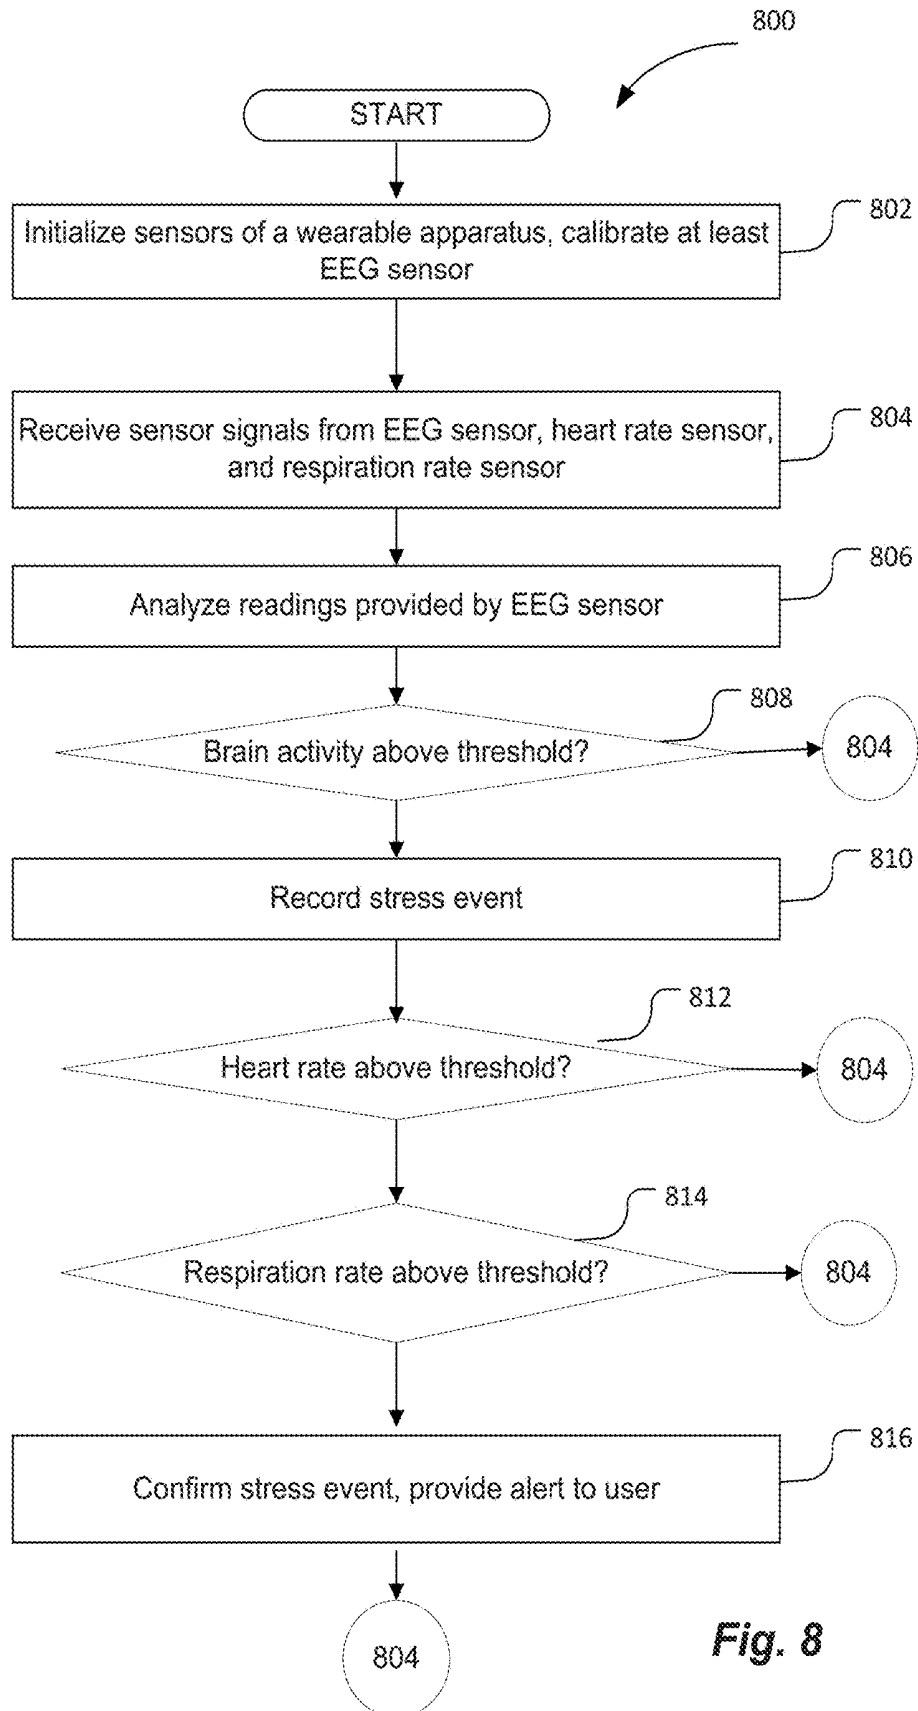 800
START
802
Initialize sensors of a wearable apparatus, calibrate at least
EEG sensor
804
Receive sensor signals from EEG sensor, heart rate sensor,
and respiration rate sensor
806
Analyze readings provided by EEG sensor
808
Brain activity above threshold?
804
810
Record stress event
812
Heart rate above threshold?
804
814
Respiration rate above threshold?
804
816
Confirm stress event, provide alert to user
804
Fig. 8